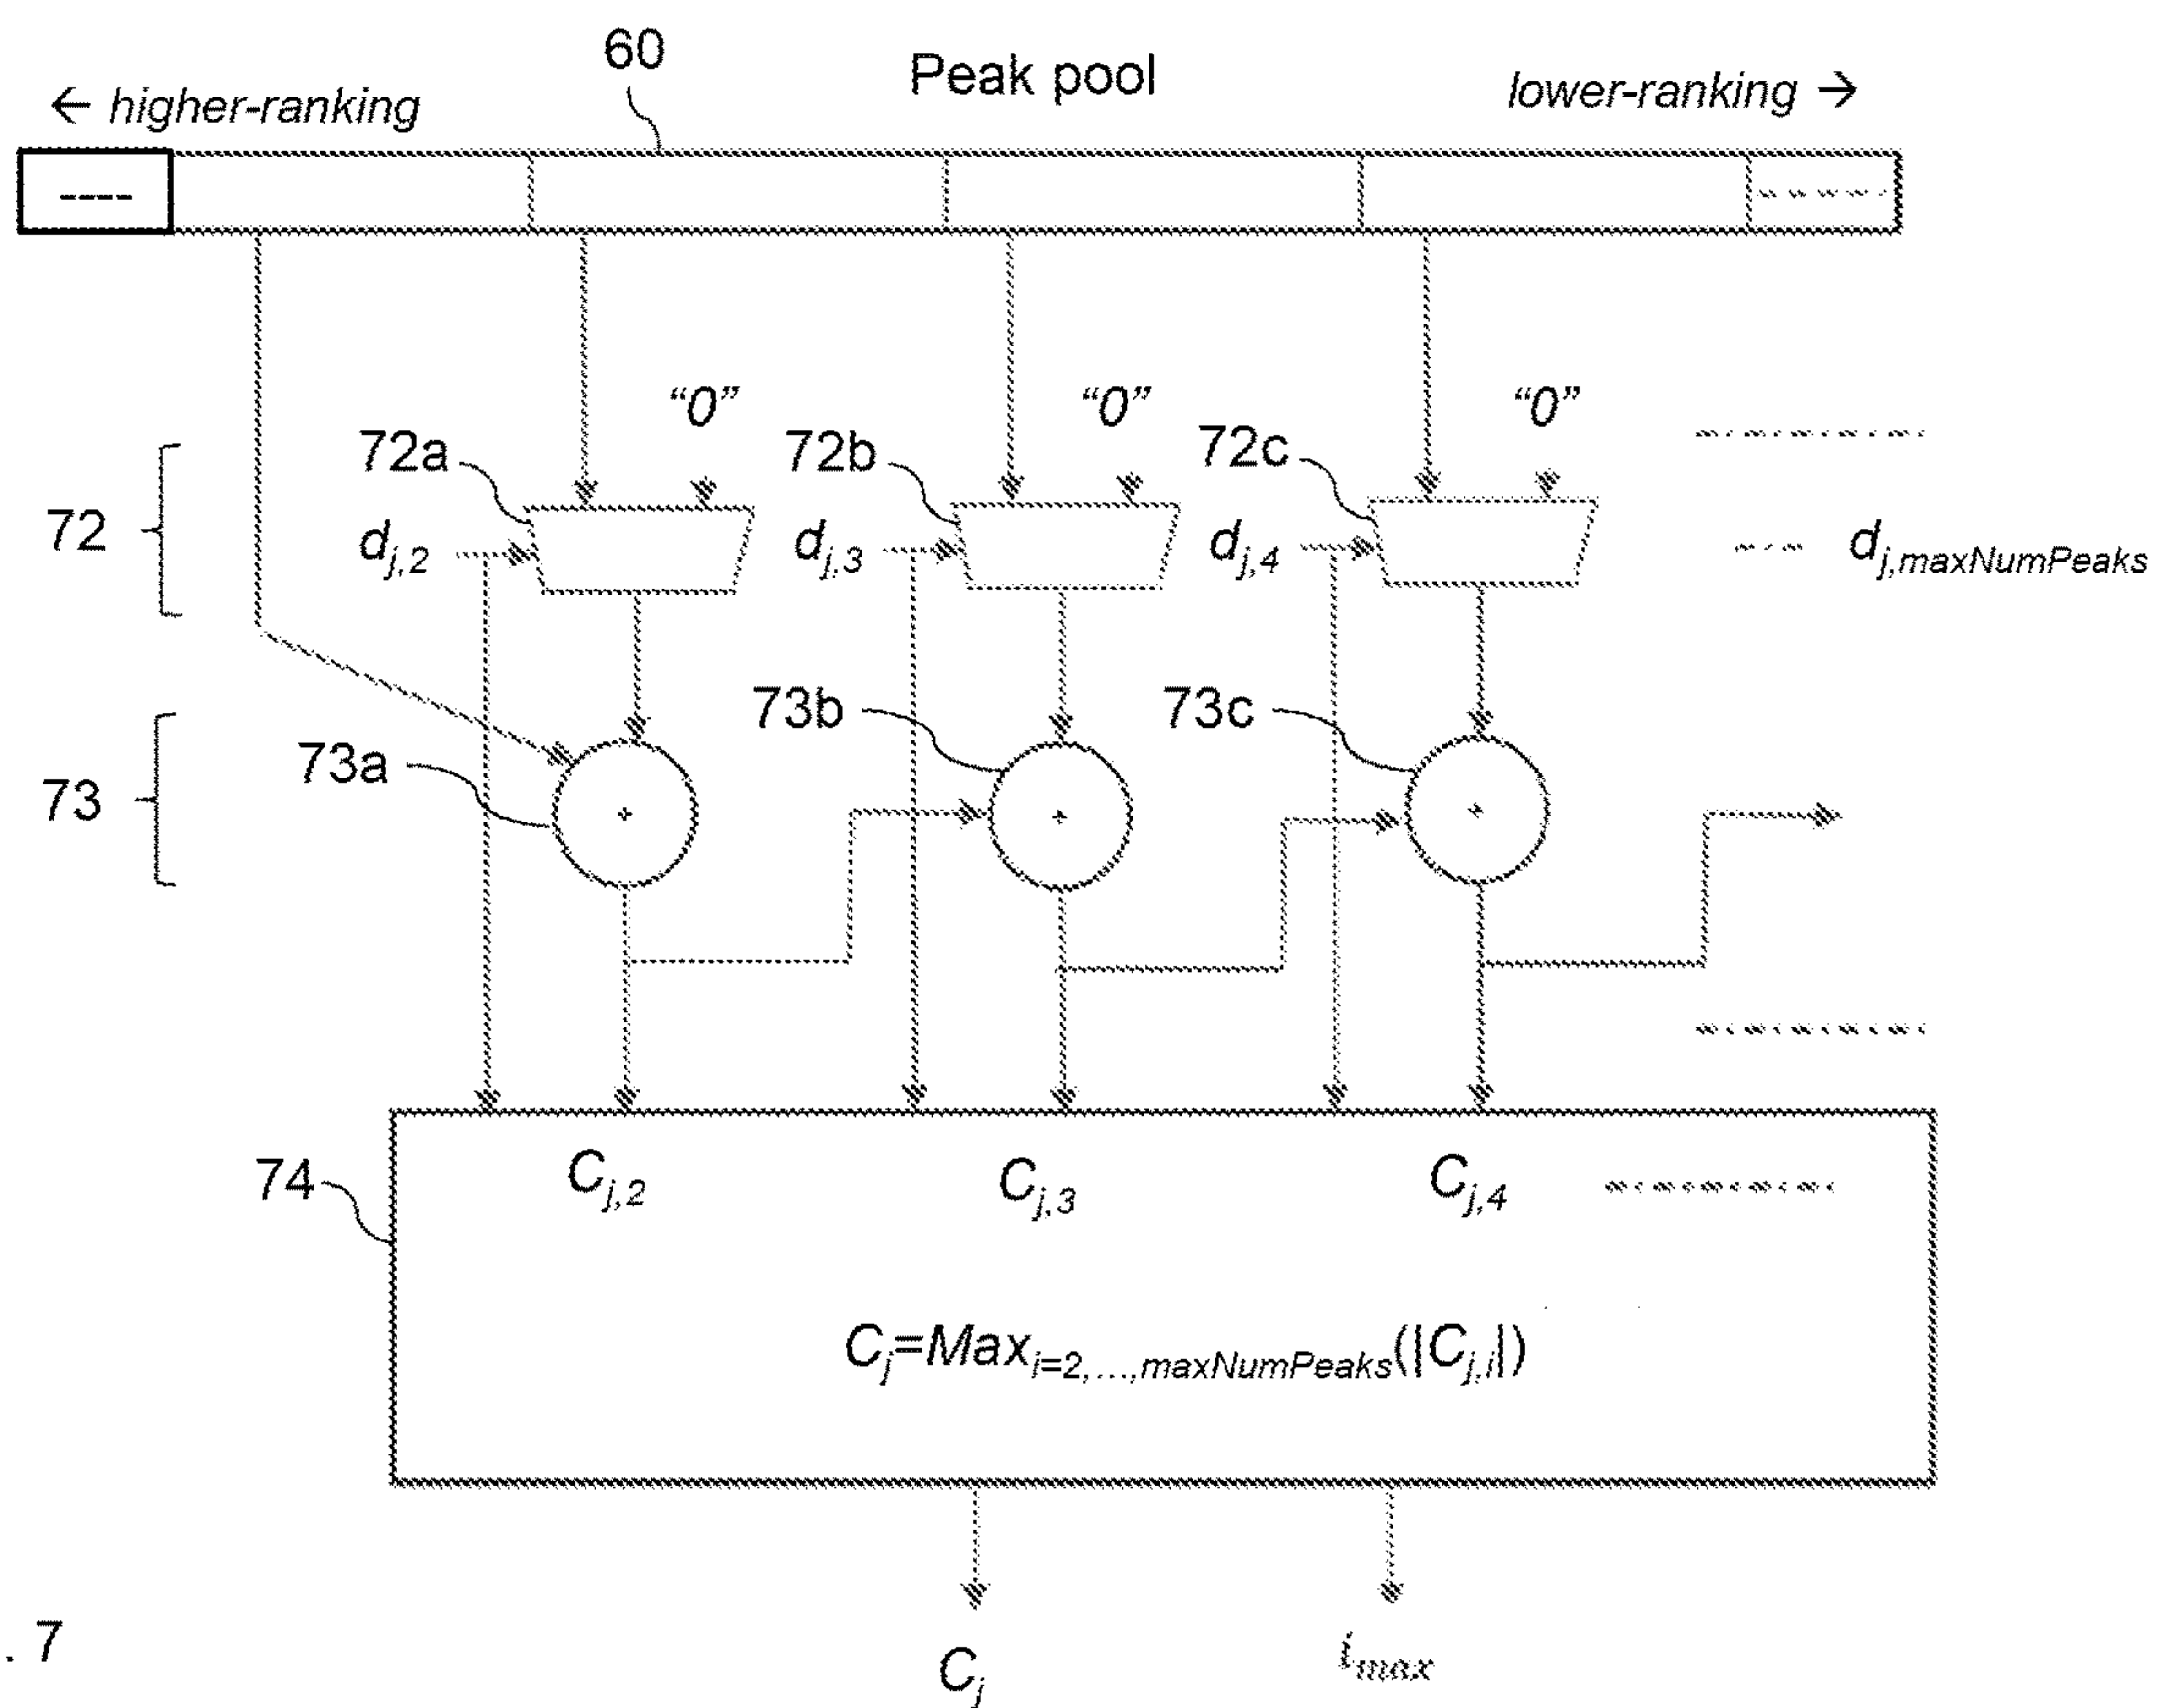 60
Peak pool
← higher-ranking
lower-ranking →
“0” “0” “0”
72a 72b 72c
72
d_{j,2} d_{j,3} d_{j,4} d_{j,maxNumPeaks}
73a 73b 73c
73
+ + +
74
C_{j,2} C_{j,3} C_{j,4}
C_j=Max_{i=2,...,maxNumPeaks}(|C_{j,i}|)
C_j i_{max}
. 7